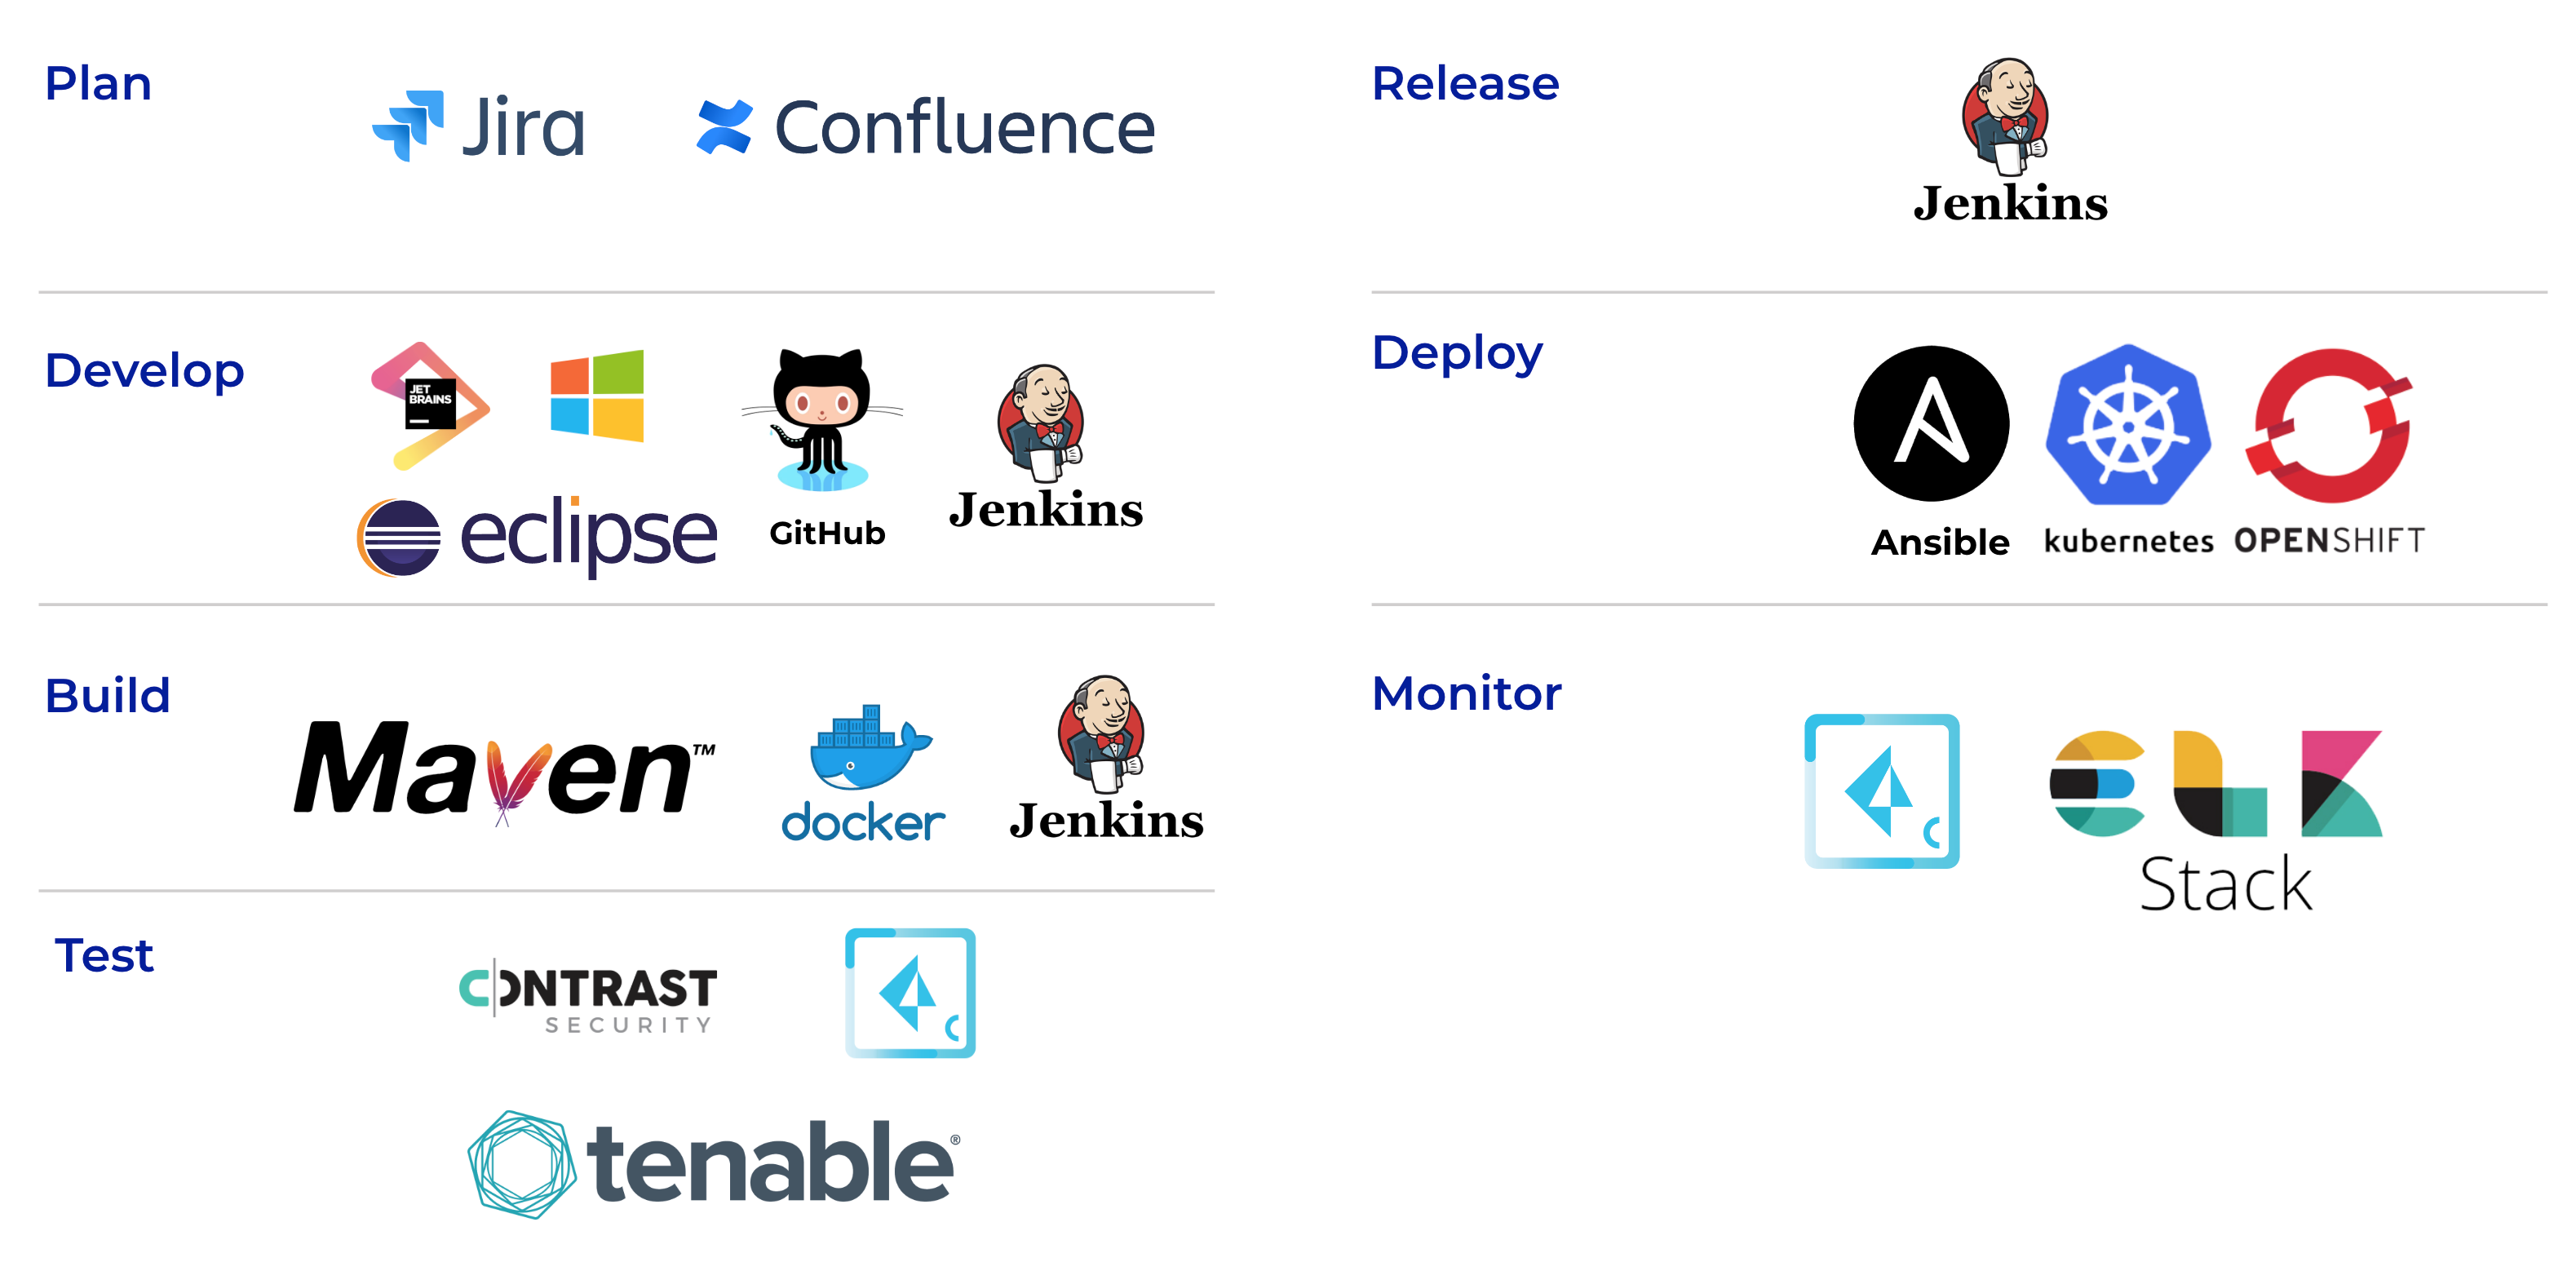 Plan
Jira
Confluence
Develop
JET
BRAINS
eclipse
GitHub
Jenkins
Build
Maven™
docker
Jenkins
Test
CONTRAST
SECURITY
tenable®
Release
Jenkins
Deploy
Ansible
kubernetes
OPENSHIFT
Monitor
ELK
Stack